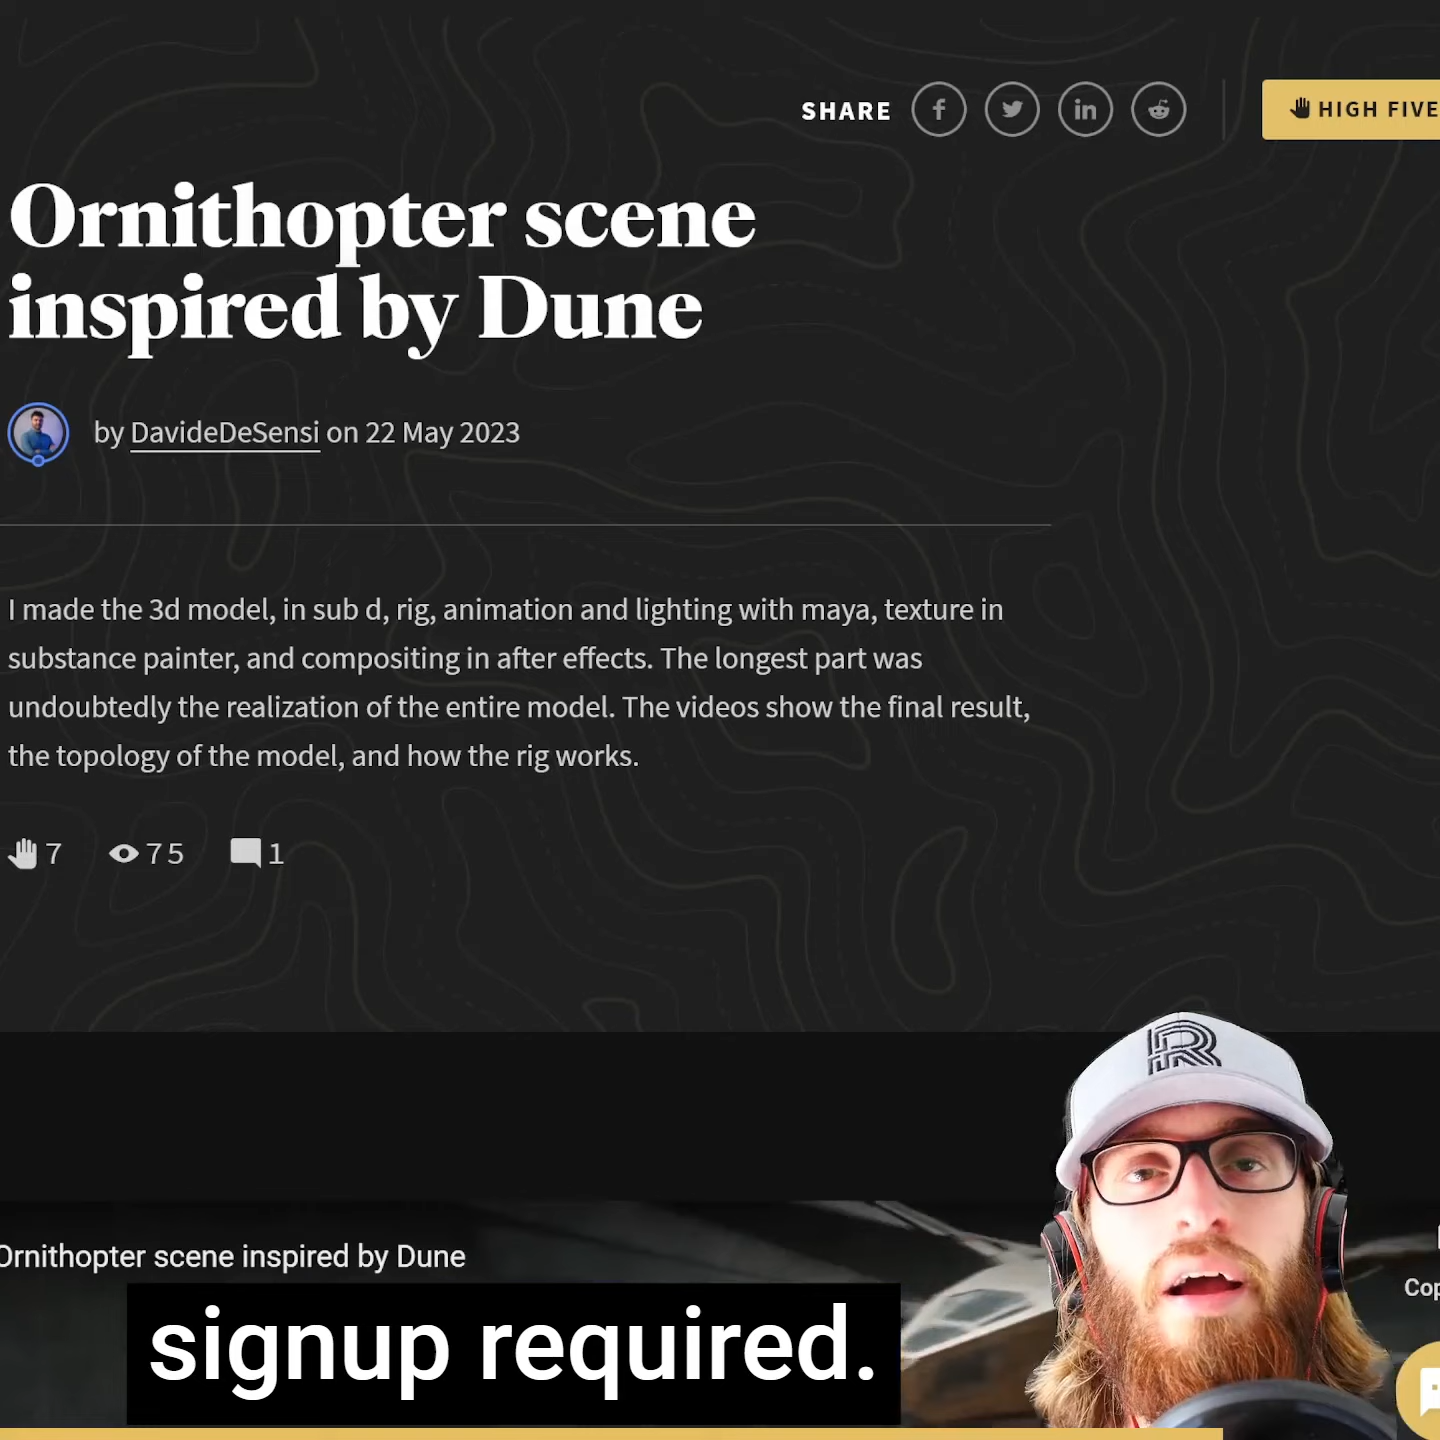 SHARE
HIGH FIVE
Ornithopter scene
inspired by Dune
by DavideDeSensi on 22 May 2023
I made the 3d model, in sub d, rig, animation and lighting with maya, texture in
substance painter, and compositing in after effects. The longest part was
undoubtedly the realization of the entire model. The videos show the final result,
the topology of the model, and how the rig works.
7 75 1
R
Ornithopter scene inspired by Dune
signup required.